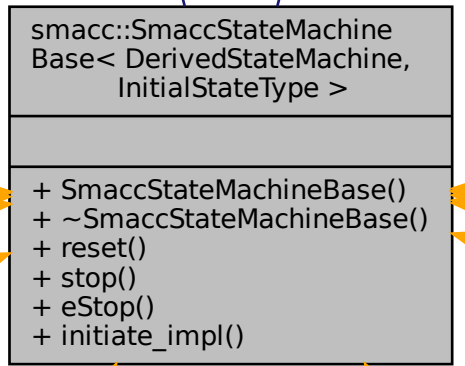 smacc::SmaccStateMachine
Base< DerivedStateMachine,
InitialStateType >
+ SmaccStateMachineBase()
+ ~SmaccStateMachineBase()
+ reset()
+ stop()
+ eStop()
+ initiate_impl()